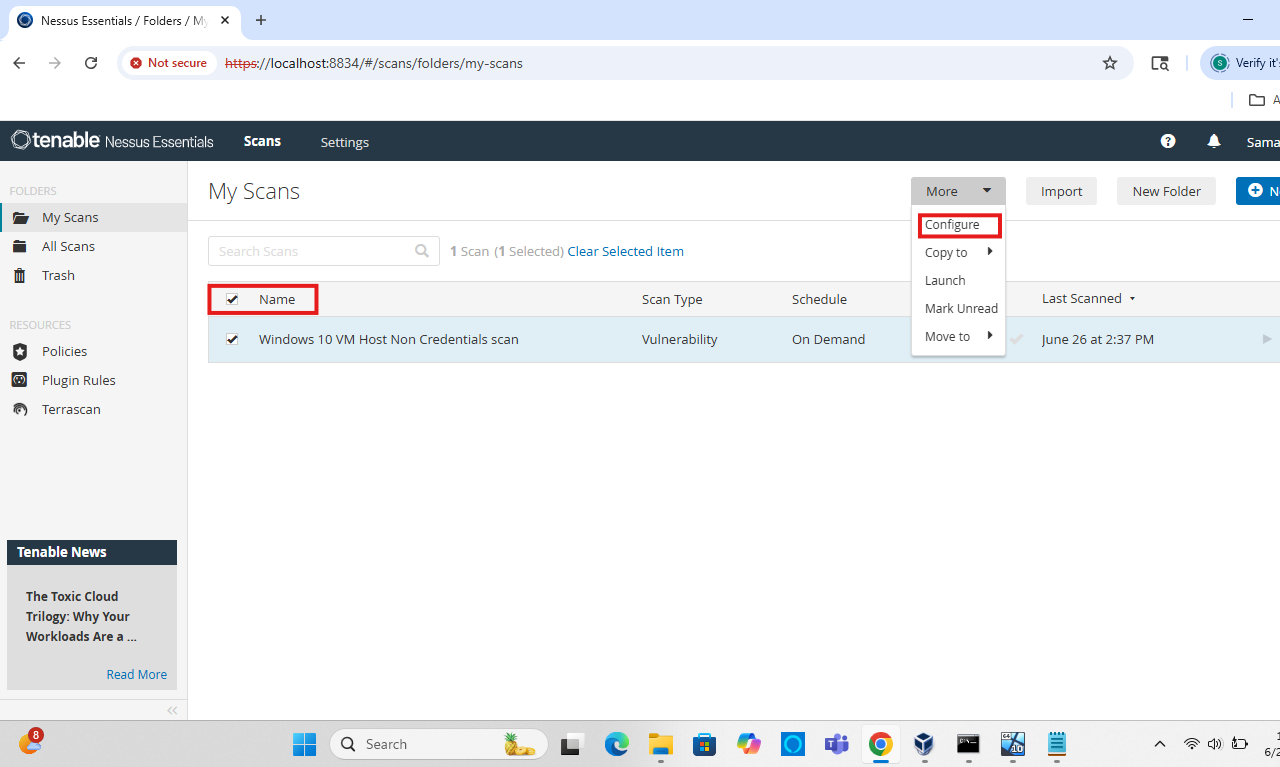 Nessus Essentials / Folders / My
Not secure
https://localhost:8834/#/scans/folders/my-scans
Verify it's
A
tenable Nessus Essentials
Scans
Settings
Sama
FOLDERS
My Scans
All Scans
Trash
RESOURCES
Policies
Plugin Rules
Terrascan
Tenable News
The Toxic Cloud
Trilogy: Why Your
Workloads Are a ...
Read More
My Scans
More
Import
New Folder
N
Configure
Copy to
Launch
Mark Unread
Move to
Search Scans
1 Scan (1 Selected) Clear Selected Item
Name
Scan Type
Schedule
Last Scanned
Windows 10 VM Host Non Credentials scan
Vulnerability
On Demand
June 26 at 2:37 PM
8
Search
10
1
6/